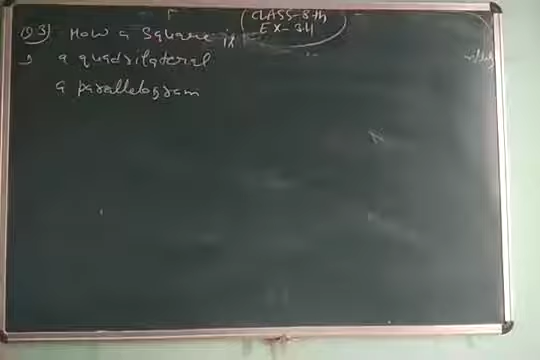 Q3) How a square is
CLASS-8th
EX-3.4
a quadrilateral
a parallelogram